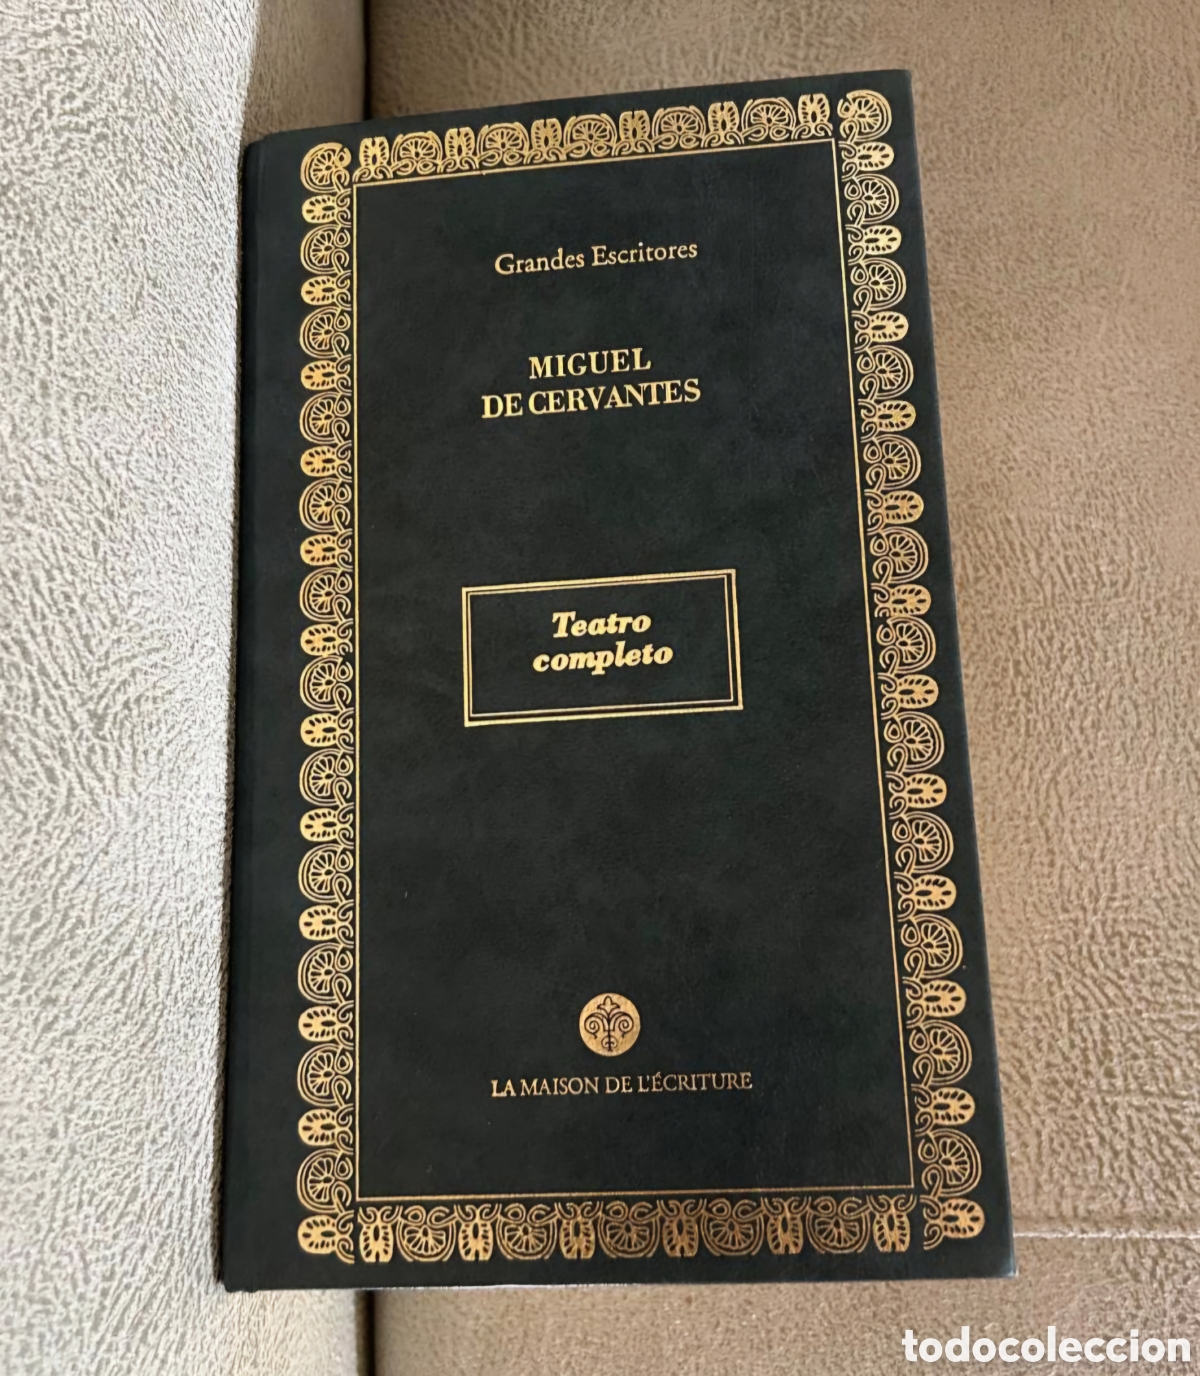 Grandes Escritores
MIGUEL
DE CERVANTES
Teatro
completo
LA MAISON DE L'ÉCRITURE
todocoleccion